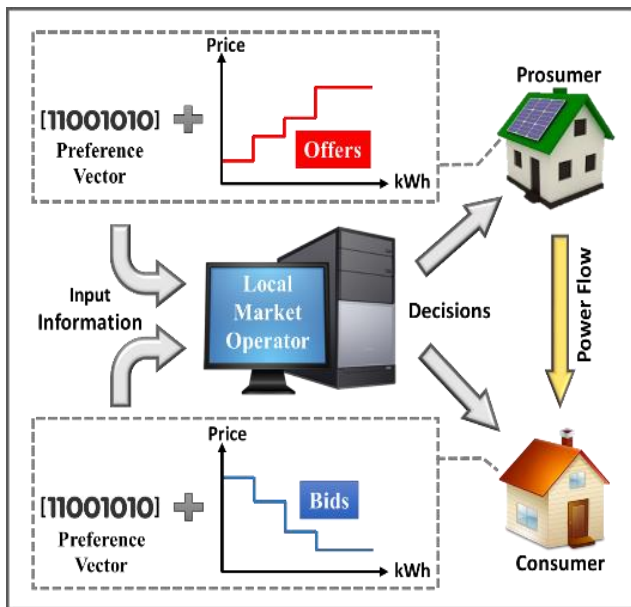 Price
[11001010]
Preference
Vector
Offers
kWh
Prosumer
Input
Information
Local
Market
Operator
Decisions
Power Flow
Price
[11001010]
Preference
Vector
Bids
kWh
Consumer